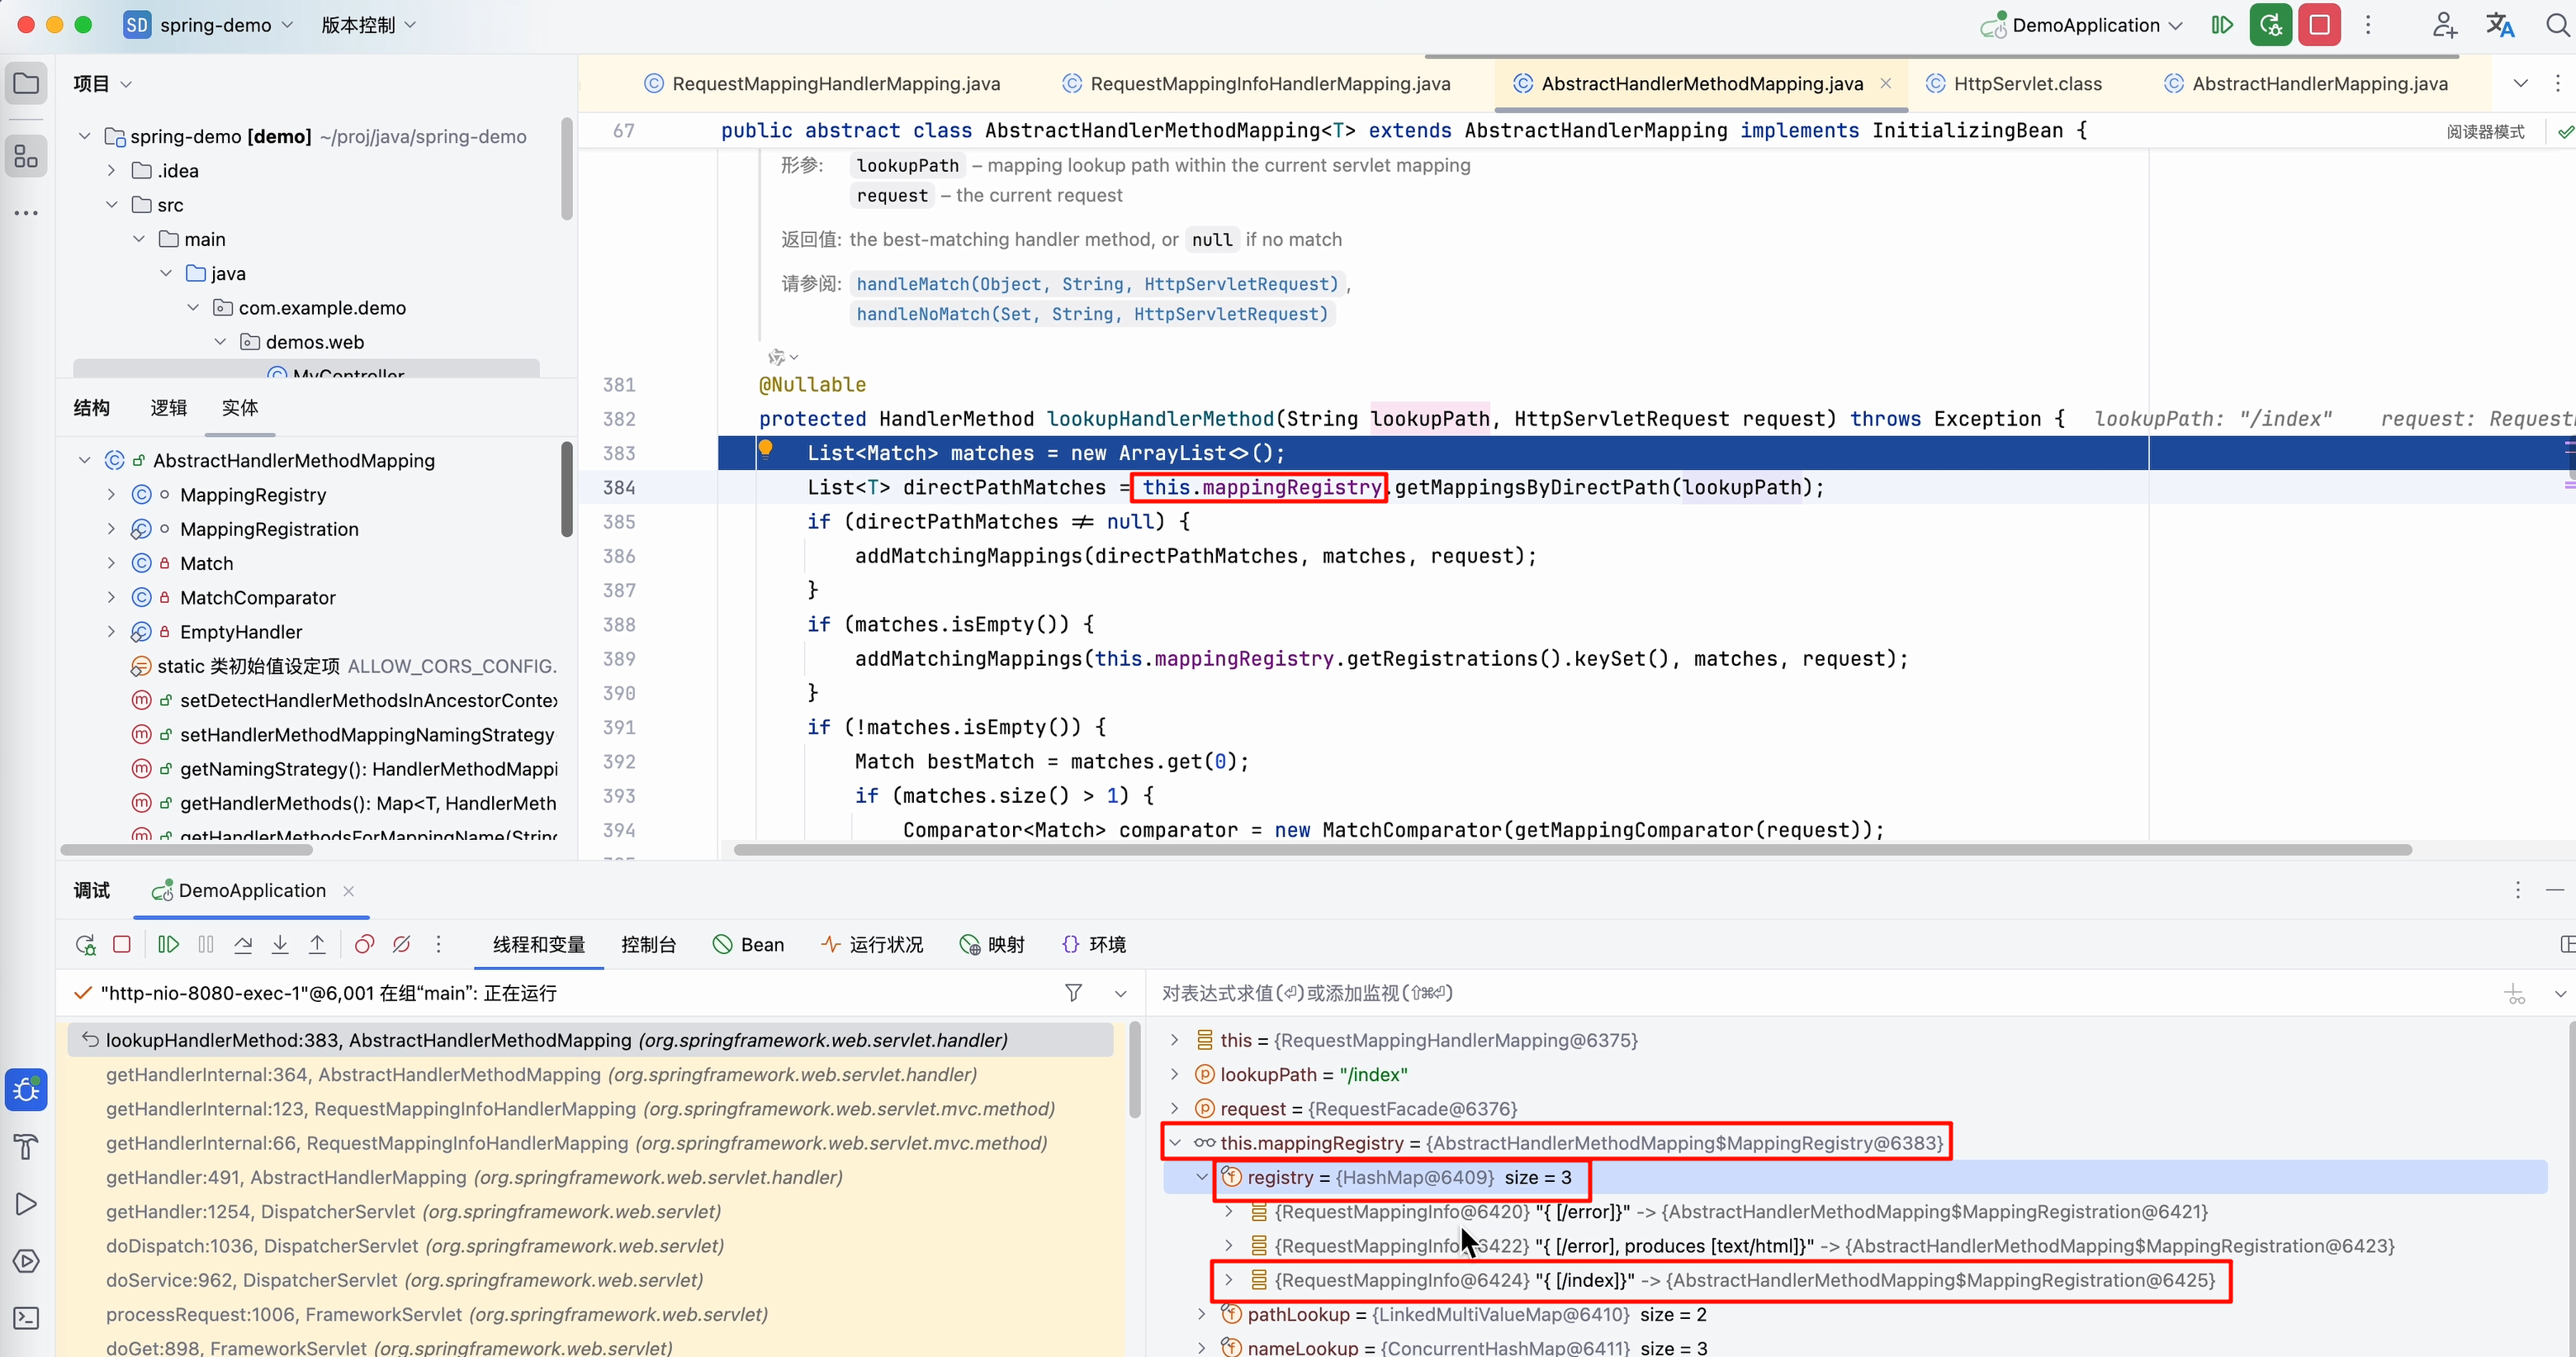 SD spring-demo 版本控制 DemoApplication
项目
spring-demo [demo] ~/proj/java/spring-demo
.idea
src
main
java
com.example.demo
demos.web
MyController
结构 逻辑 实体
AbstractHandlerMethodMapping
MappingRegistry
MappingRegistration
Match
MatchComparator
EmptyHandler
static 类初始值设定项 ALLOW_CORS_CONFIG.
setDetectHandlerMethodsInAncestorContex
setHandlerMethodMappingNamingStrategy
getNamingStrategy(): HandlerMethodMappi
getHandlerMethods(): Map<T, HandlerMeth
getHandlerMethodsForMappingName(String
RequestMappingHandlerMapping.java RequestMappingInfoHandlerMapping.java AbstractHandlerMethodMapping.java HttpServlet.class AbstractHandlerMapping.java
67 public abstract class AbstractHandlerMethodMapping<T> extends AbstractHandlerMapping implements InitializingBean { 阅读器模式
形参: lookupPath – mapping lookup path within the current servlet mapping
request – the current request
返回值: the best-matching handler method, or null if no match
请参阅: handleMatch(Object, String, HttpServletRequest),
handleNoMatch(Set, String, HttpServletRequest)
381 @Nullable
382 protected HandlerMethod lookupHandlerMethod(String lookupPath, HttpServletRequest request) throws Exception { lookupPath: "/index" request: Request
383 List<Match> matches = new ArrayList<>();
384 List<T> directPathMatches = this.mappingRegistry.getMappingsByDirectPath(lookupPath);
385 if (directPathMatches ≠ null) {
386 addMatchingMappings(directPathMatches, matches, request);
387 }
388 if (matches.isEmpty()) {
389 addMatchingMappings(this.mappingRegistry.getRegistrations().keySet(), matches, request);
390 }
391 if (!matches.isEmpty()) {
392 Match bestMatch = matches.get(0);
393 if (matches.size() > 1) {
394 Comparator<Match> comparator = new MatchComparator(getMappingComparator(request));
调试 DemoApplication
线程和变量 控制台 Bean 运行状况 映射 环境
"http-nio-8080-exec-1"@6,001 在组“main”: 正在运行
lookupHandlerMethod:383, AbstractHandlerMethodMapping (org.springframework.web.servlet.handler)
getHandlerInternal:364, AbstractHandlerMethodMapping (org.springframework.web.servlet.handler)
getHandlerInternal:123, RequestMappingInfoHandlerMapping (org.springframework.web.servlet.mvc.method)
getHandlerInternal:66, RequestMappingInfoHandlerMapping (org.springframework.web.servlet.mvc.method)
getHandler:491, AbstractHandlerMapping (org.springframework.web.servlet.handler)
getHandler:1254, DispatcherServlet (org.springframework.web.servlet)
doDispatch:1036, DispatcherServlet (org.springframework.web.servlet)
doService:962, DispatcherServlet (org.springframework.web.servlet)
processRequest:1006, FrameworkServlet (org.springframework.web.servlet)
doGet:898, FrameworkServlet (org.springframework.web.servlet)
对表达式求值(⏎)或添加监视(⇧⌘⏎)
this = {RequestMappingHandlerMapping@6375}
lookupPath = "/index"
request = {RequestFacade@6376}
this.mappingRegistry = {AbstractHandlerMethodMapping$MappingRegistry@6383}
registry = {HashMap@6409} size = 3
{RequestMappingInfo@6420} "{ [/error]}" -> {AbstractHandlerMethodMapping$MappingRegistration@6421}
{RequestMappingInfo@6422} "{ [/error], produces [text/html]}" -> {AbstractHandlerMethodMapping$MappingRegistration@6423}
{RequestMappingInfo@6424} "{ [/index]}" -> {AbstractHandlerMethodMapping$MappingRegistration@6425}
pathLookup = {LinkedMultiValueMap@6410} size = 2
nameLookup = {ConcurrentHashMap@6411} size = 3